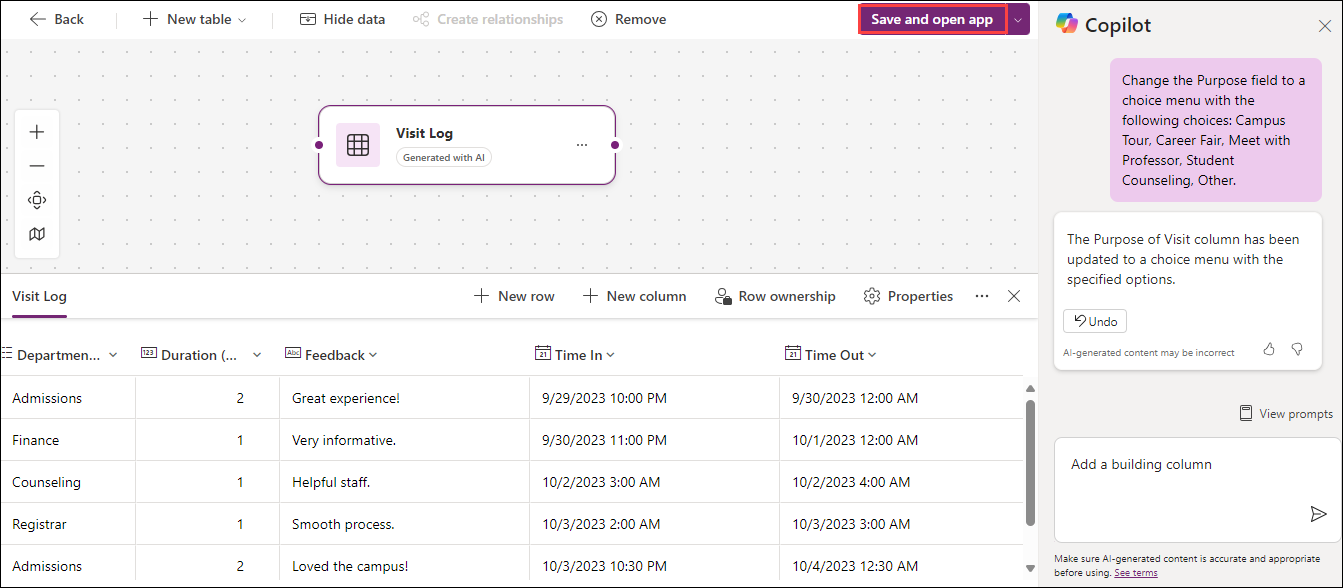 Back
New table
Hide data
Create relationships
Remove
Save and open app
Visit Log
Generated with AI
Visit Log
New row
New column
Row ownership
Properties
Departmen... Duration (... Feedback Time In Time Out
Admissions 2 Great experience! 9/29/2023 10:00 PM 9/30/2023 12:00 AM
Finance 1 Very informative. 9/30/2023 11:00 PM 10/1/2023 12:00 AM
Counseling 1 Helpful staff. 10/2/2023 3:00 AM 10/2/2023 4:00 AM
Registrar 1 Smooth process. 10/3/2023 2:00 AM 10/3/2023 3:00 AM
Admissions 2 Loved the campus! 10/3/2023 10:30 PM 10/4/2023 12:30 AM
Copilot
Change the Purpose field to a
choice menu with the
following choices: Campus
Tour, Career Fair, Meet with
Professor, Student
Counseling, Other.
The Purpose of Visit column has been
updated to a choice menu with the
specified options.
Undo
AI-generated content may be incorrect
View prompts
Add a building column
Make sure AI-generated content is accurate and appropriate
before using. See terms